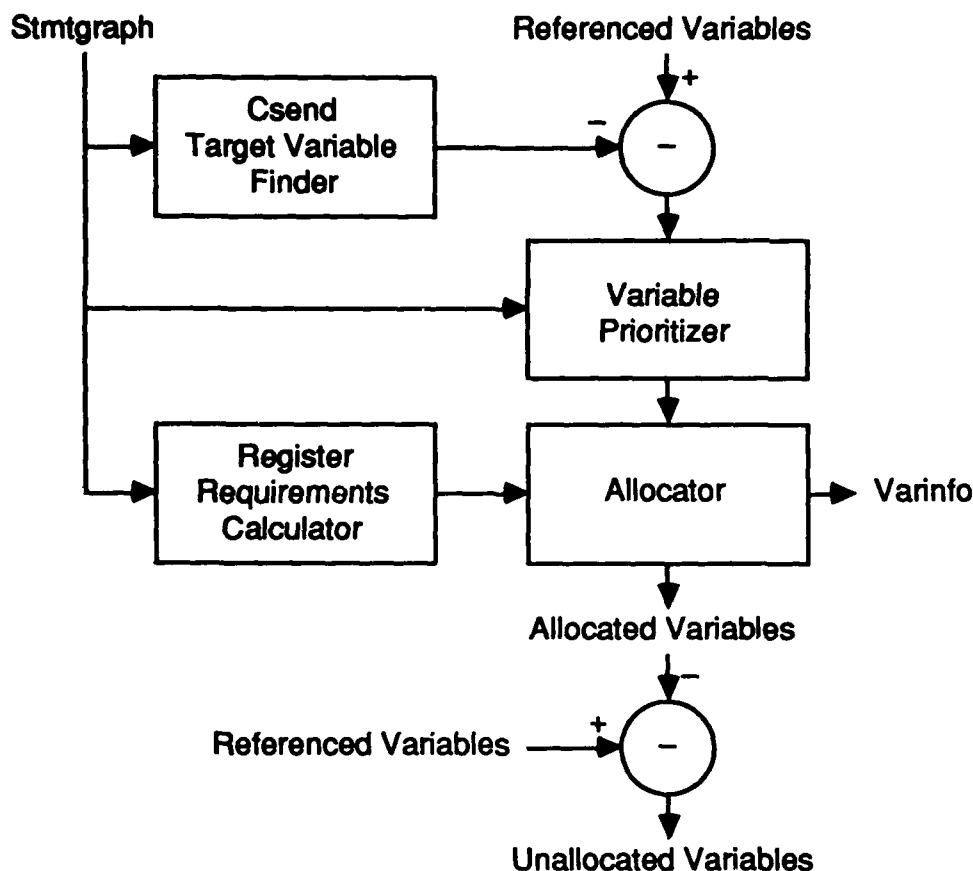 Stmtgraph
Referenced Variables
+
Csend
Target Variable
Finder
−
−
Variable
Prioritizer
Register
Requirements
Calculator
Allocator
Varinfo
Allocated Variables
−
+
Referenced Variables
−
Unallocated Variables